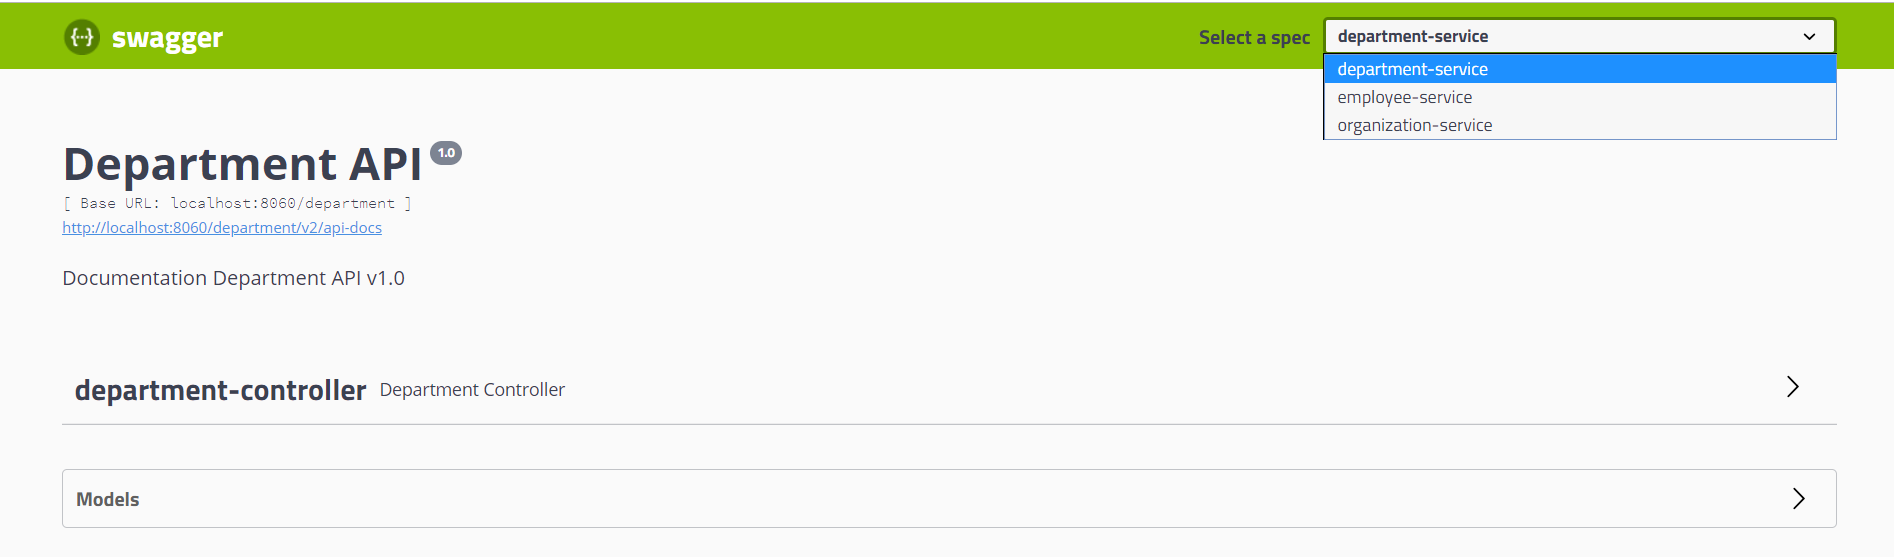 swagger
Select a spec
department-service
department-service
employee-service
organization-service
Department API 1.0
[ Base URL: localhost:8060/department ]
http://localhost:8060/department/v2/api-docs
Documentation Department API v1.0
department-controller Department Controller
Models